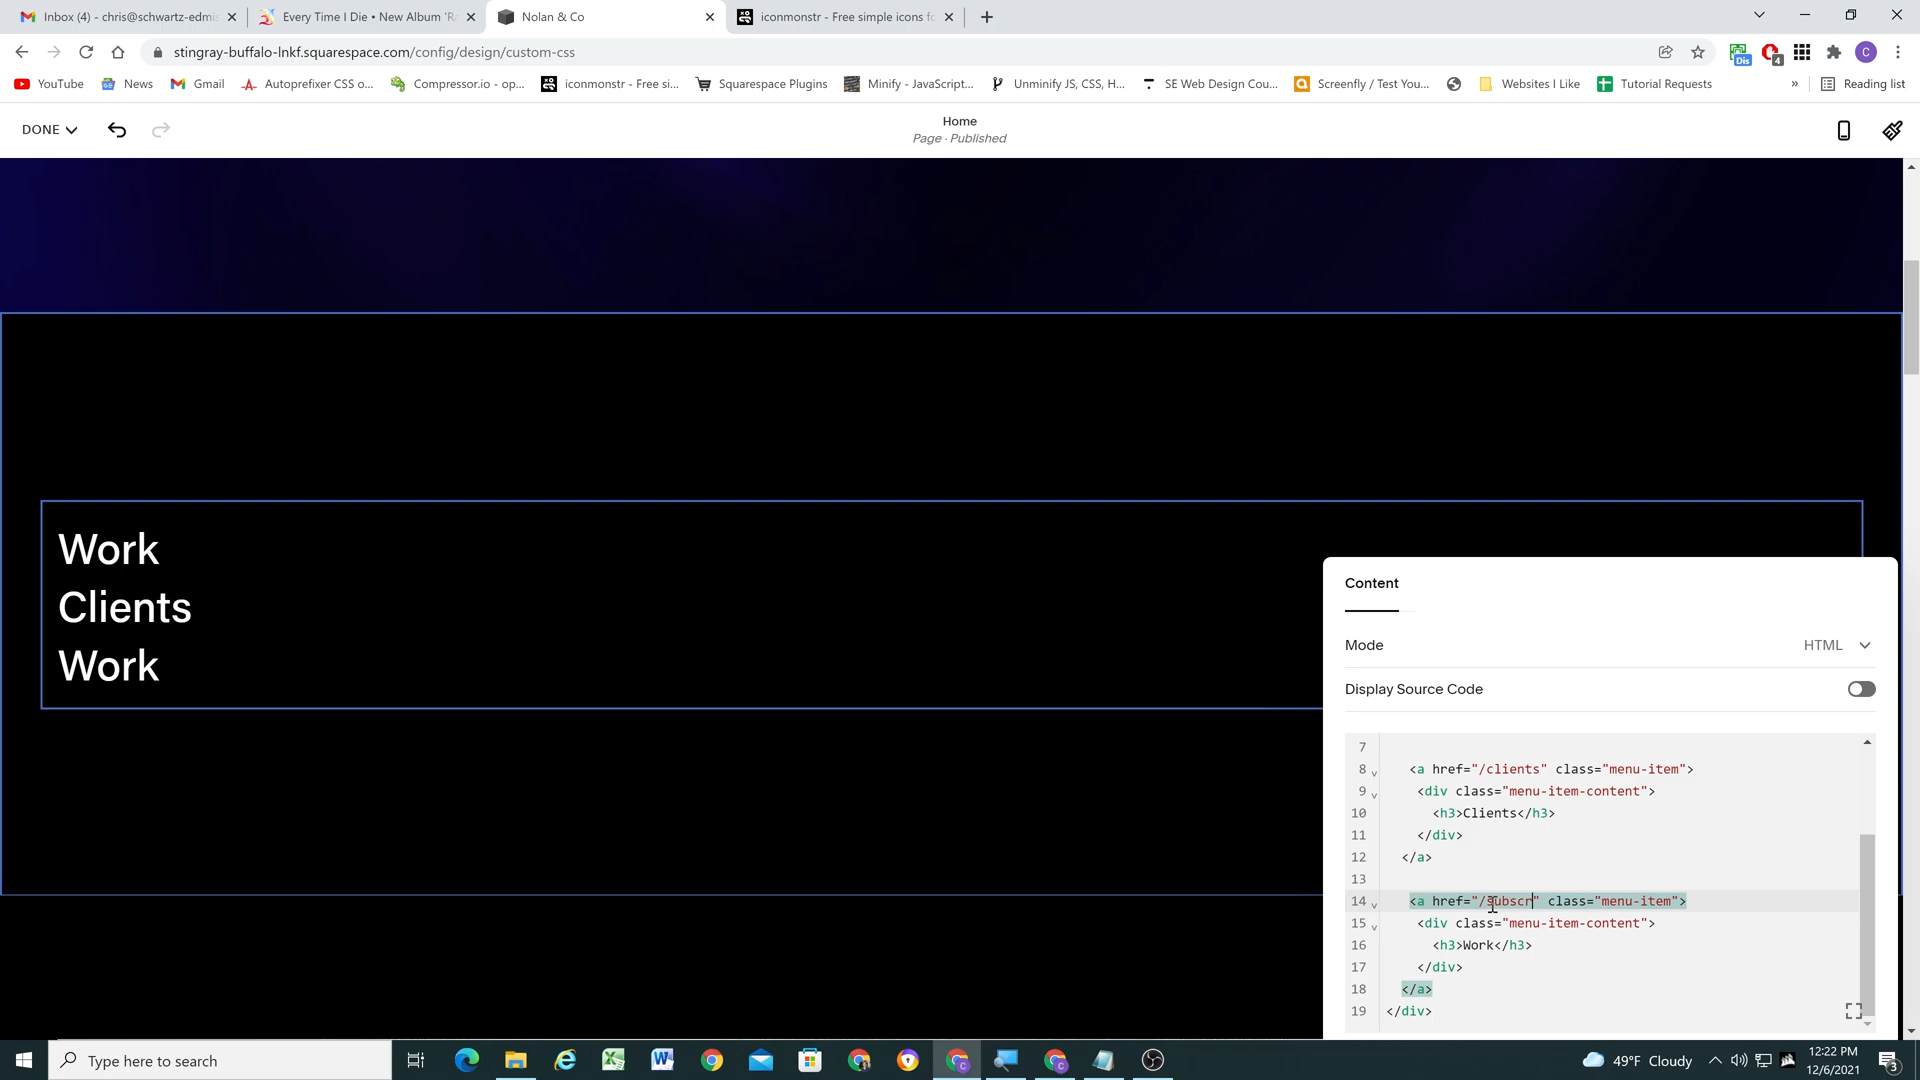 Inbox (4) - chris@schwartz-edmis
Every Time I Die • New Album 'Ra
Nolan & Co
iconmonstr - Free simple icons fo
stingray-buffalo-lnkf.squarespace.com/config/design/custom-css
Dis
4
C
YouTube
News
Gmail
Autoprefixer CSS o...
Compressor.io - op...
iconmonstr - Free si...
Squarespace Plugins
Minify - JavaScript...
Unminify JS, CSS, H...
SE Web Design Cou...
Screenfly / Test You...
Websites I Like
Tutorial Requests
»
Reading list
DONE
Home
Page · Published
Work
Clients
Work
Content
Mode
HTML
Display Source Code
7
8 <a href="/clients" class="menu-item">
9 <div class="menu-item-content">
10 <h3>Clients</h3>
11 </div>
12 </a>
13
14 <a href="/subscr" class="menu-item">
15 <div class="menu-item-content">
16 <h3>Work</h3>
17 </div>
18 </a>
19 </div>
Type here to search
49°F Cloudy
12:22 PM
12/6/2021
3